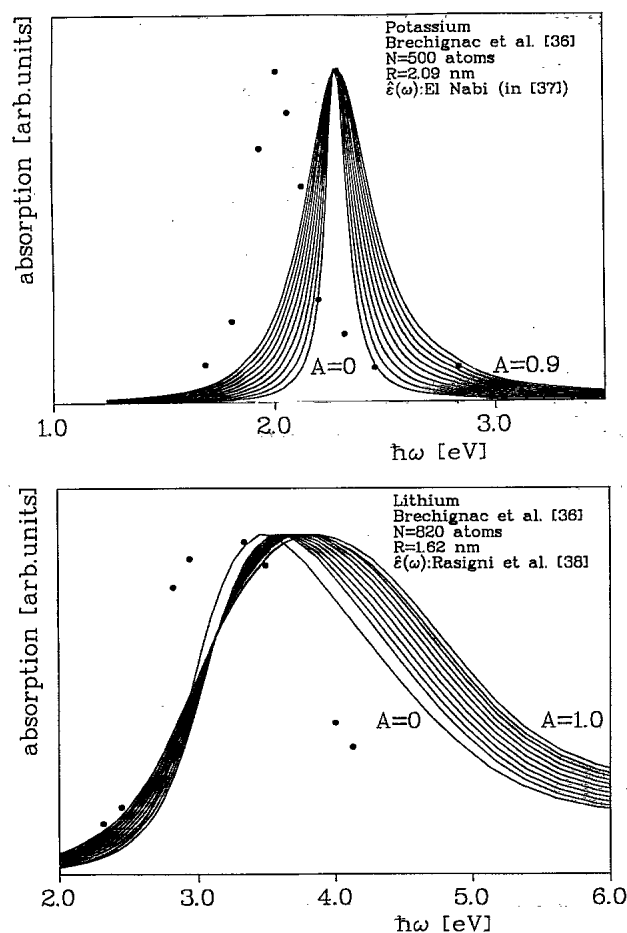 absorption [arb.units]
Potassium
Brechignac et al. [36]
N=500 atoms
R=2.09 nm
ε̂(ω):El Nabi (in [37])
A=0
A=0.9
1.0
2.0
3.0
ħω [eV]
absorption [arb.units]
Lithium
Brechignac et al. [36]
N=820 atoms
R=1.62 nm
ε̂(ω):Rasigni et al. [38]
A=0
A=1.0
2.0
3.0
4.0
5.0
6.0
ħω [eV]